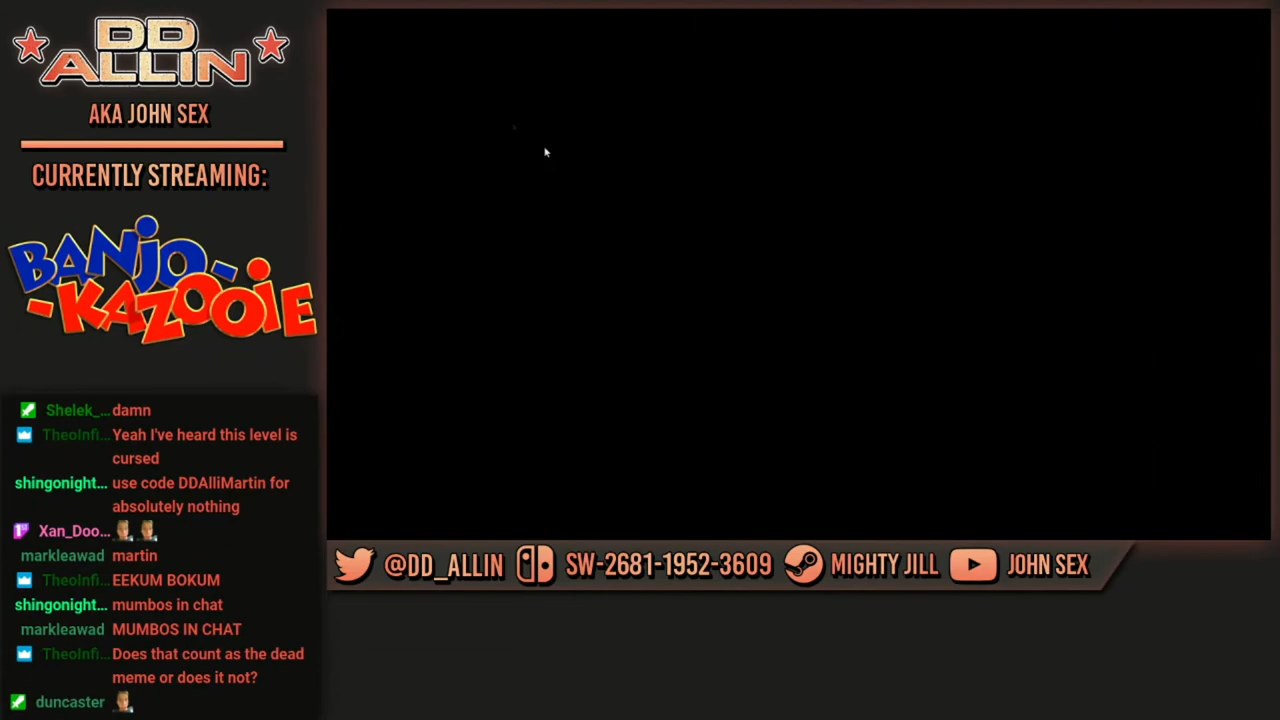 DD
ALLIN
AKA JOHN SEX
CURRENTLY STREAMING:
BANJO-
-KAZOOIE
Shelek_... damn
TheoInfi... Yeah I've heard this level is
cursed
shingonight... use code DDAlliMartin for
absolutely nothing
Xan_Doo...
markleawad martin
TheoInfi... EEKUM BOKUM
shingonight... mumbos in chat
markleawad MUMBOS IN CHAT
TheoInfi... Does that count as the dead
meme or does it not?
duncaster
@DD_ALLIN SW-2681-1952-3609 MIGHTY JILL JOHN SEX